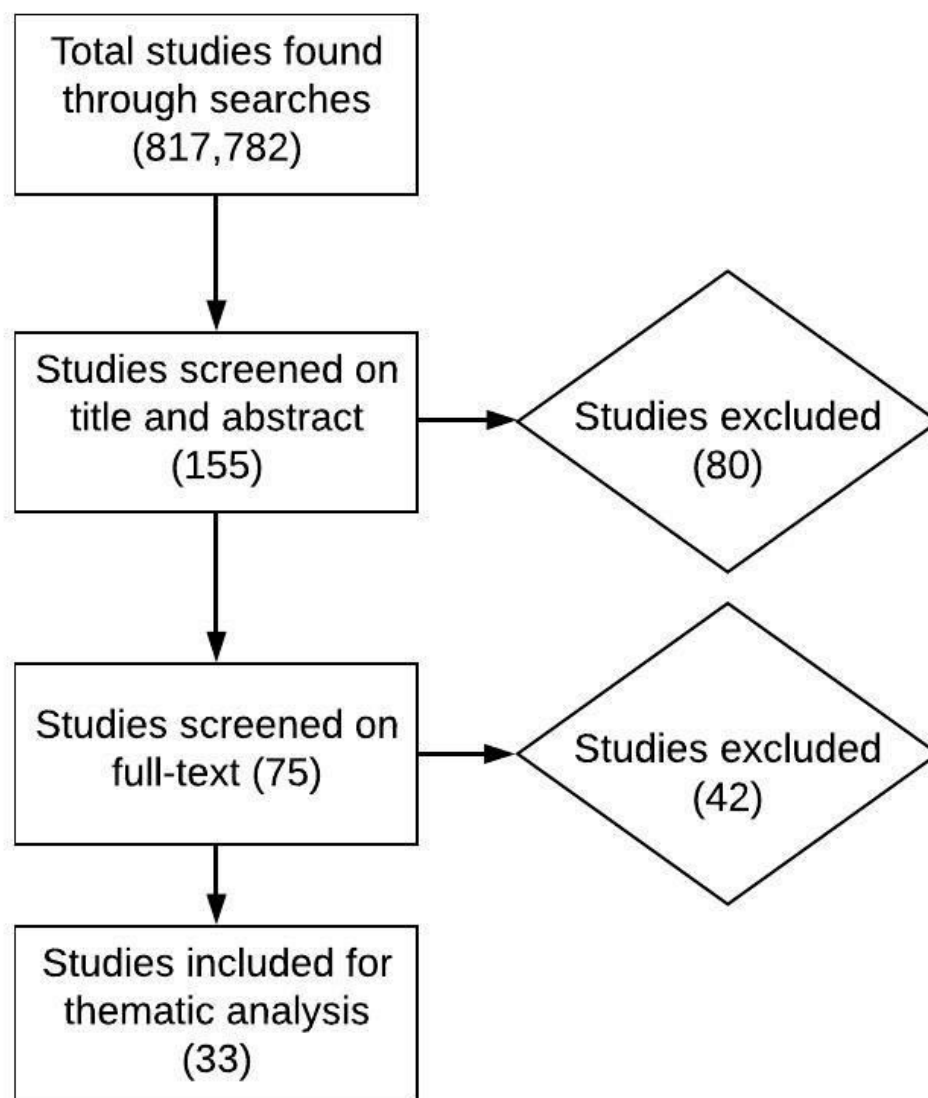 Total studies found
through searches
(817,782)
Studies screened on
title and abstract
(155)
Studies excluded
(80)
Studies screened on
full-text (75)
Studies excluded
(42)
Studies included for
thematic analysis
(33)